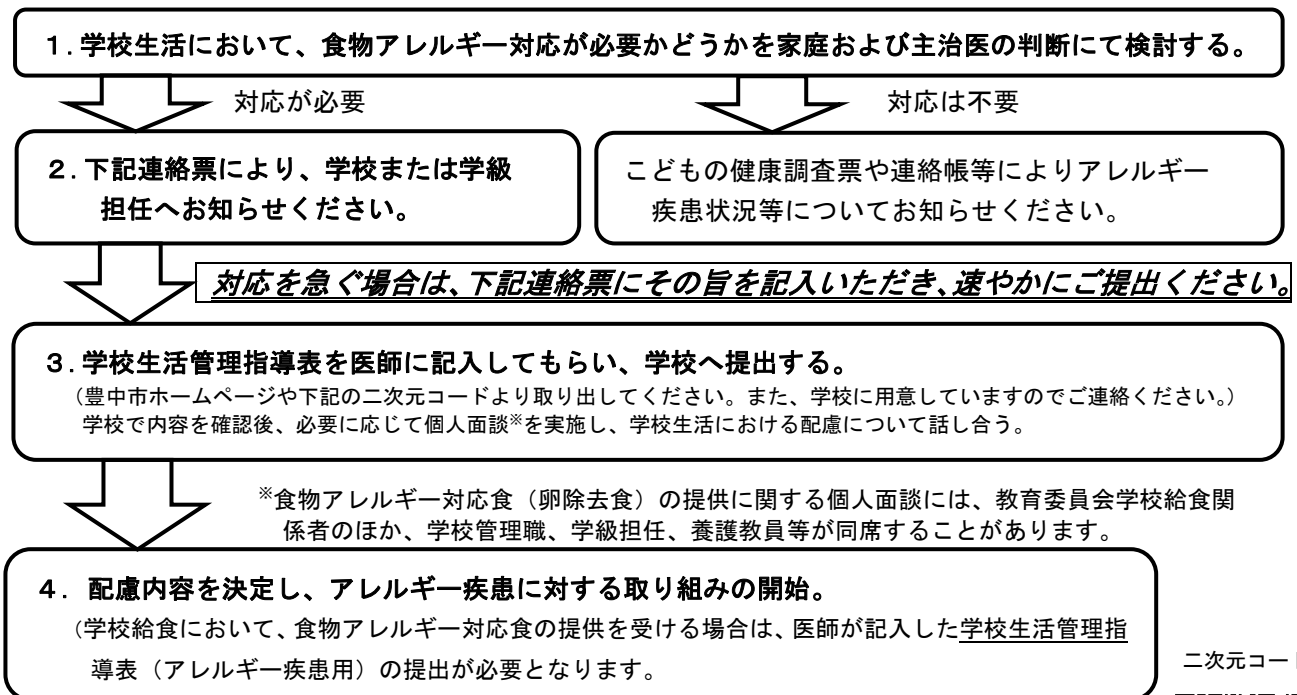 １．学校生活において、食物アレルギー対応が必要かどうかを家庭および主治医の判断にて検討する。
対応が必要
対応は不要
２．下記連絡票により、学校または学級
担任へお知らせください。
こどもの健康調査票や連絡帳等によりアレルギー
疾患状況等についてお知らせください。
対応を急ぐ場合は、下記連絡票にその旨を記入いただき、速やかにご提出ください。
３．学校生活管理指導表を医師に記入してもらい、学校へ提出する。
（豊中市ホームページや下記の二次元コードより取り出してください。また、学校に用意していますのでご連絡ください。）
学校で内容を確認後、必要に応じて個人面談※を実施し、学校生活における配慮について話し合う。
※食物アレルギー対応食（卵除去食）の提供に関する個人面談には、教育委員会学校給食関
係者のほか、学校管理職、学級担任、養護教員等が同席することがあります。
４．配慮内容を決定し、アレルギー疾患に対する取り組みの開始。
（学校給食において、食物アレルギー対応食の提供を受ける場合は、医師が記入した学校生活管理指
導表（アレルギー疾患用）の提出が必要となります。
二次元コード